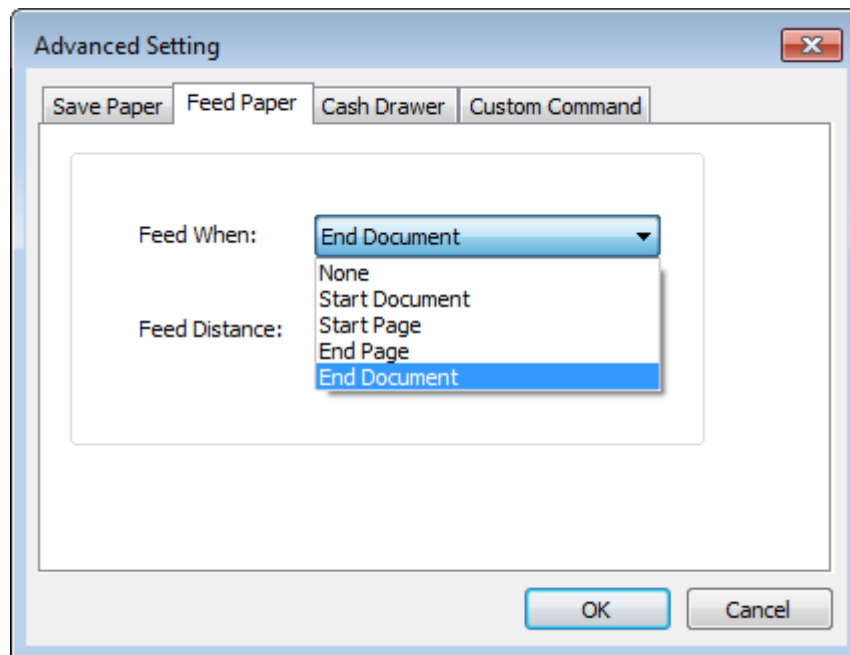 Advanced Setting
Save Paper Feed Paper Cash Drawer Custom Command
Feed When: End Document
None
Start Document
Start Page
Feed Distance:
End Page
End Document
OK Cancel